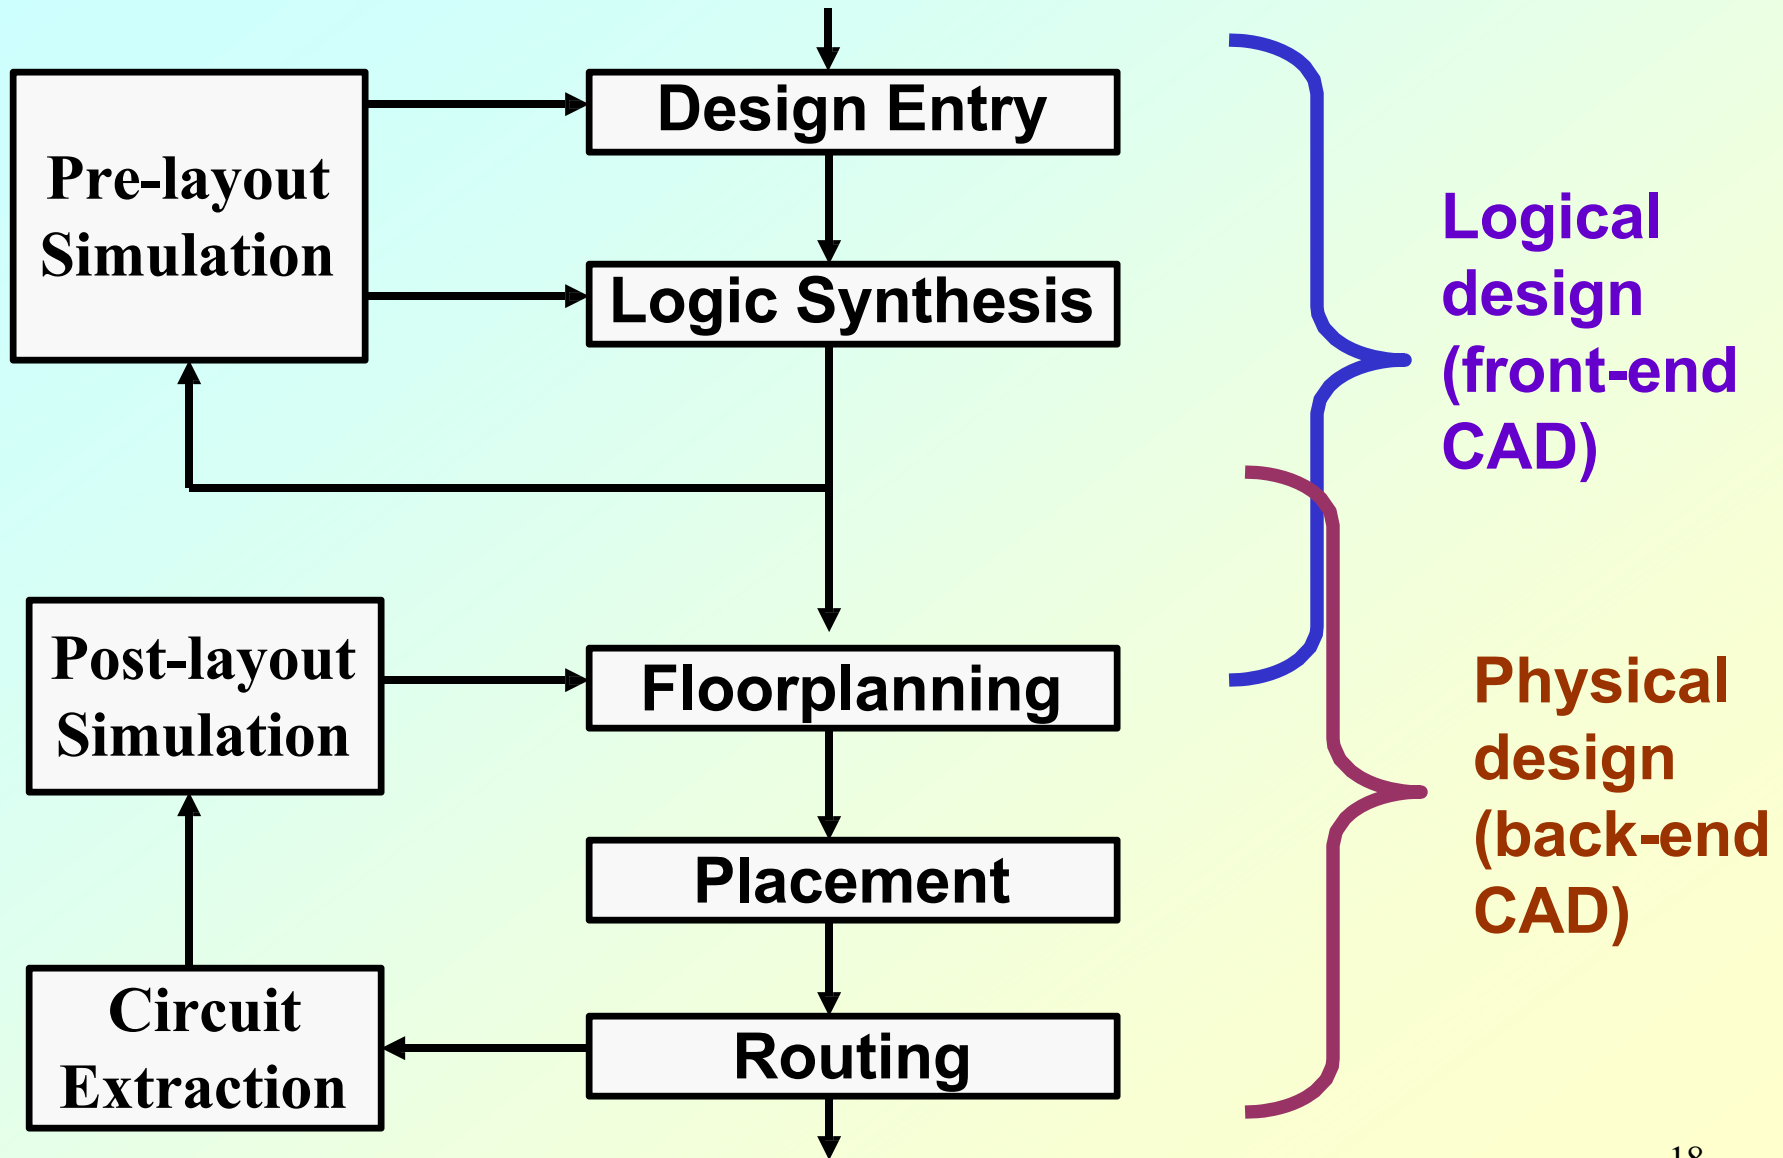 Design Entry
Pre-layout
Simulation
Logic Synthesis
Logical
design
(front-end
CAD)
Post-layout
Simulation
Floorplanning
Physical
design
(back-end
CAD)
Placement
Circuit
Extraction
Routing
18